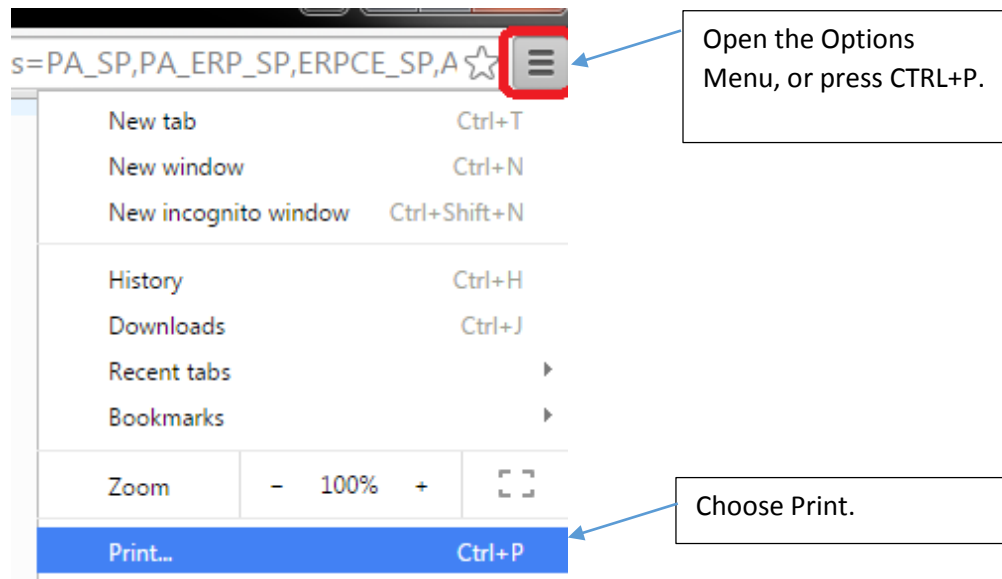 s=PA_SP,PA_ERP_SP,ERPCE_SP,A
Open the Options
Menu, or press CTRL+P.
New tab Ctrl+T
New window Ctrl+N
New incognito window Ctrl+Shift+N
History Ctrl+H
Downloads Ctrl+J
Recent tabs
Bookmarks
Zoom - 100% +
Choose Print.
Print... Ctrl+P